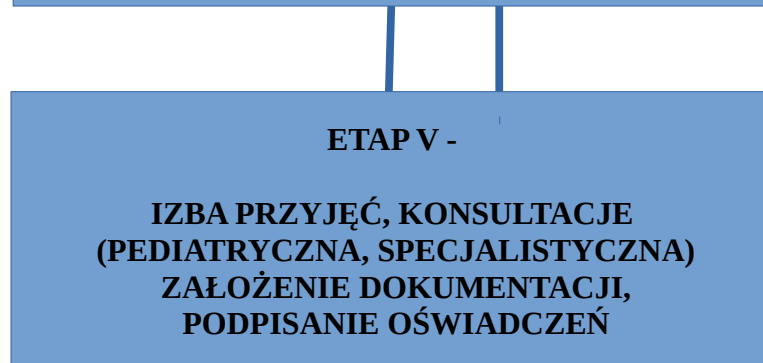 ETAP V -
IZBA PRZYJĘĆ, KONSULTACJE
(PEDIATRYCZNA, SPECJALISTYCZNA)
ZAŁOŻENIE DOKUMENTACJI,
PODPISANIE OŚWIADCZEŃ